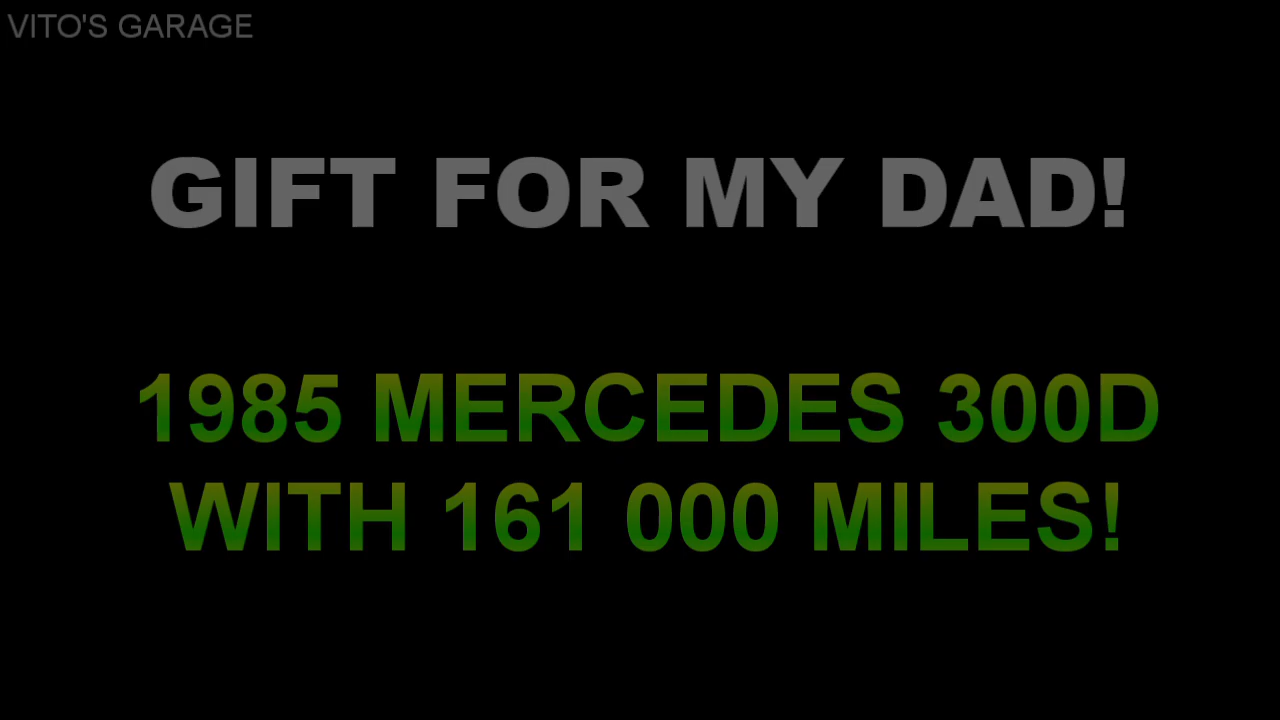 VITO'S GARAGE
GIFT FOR MY DAD!
1985 MERCEDES 300D
WITH 161 000 MILES!